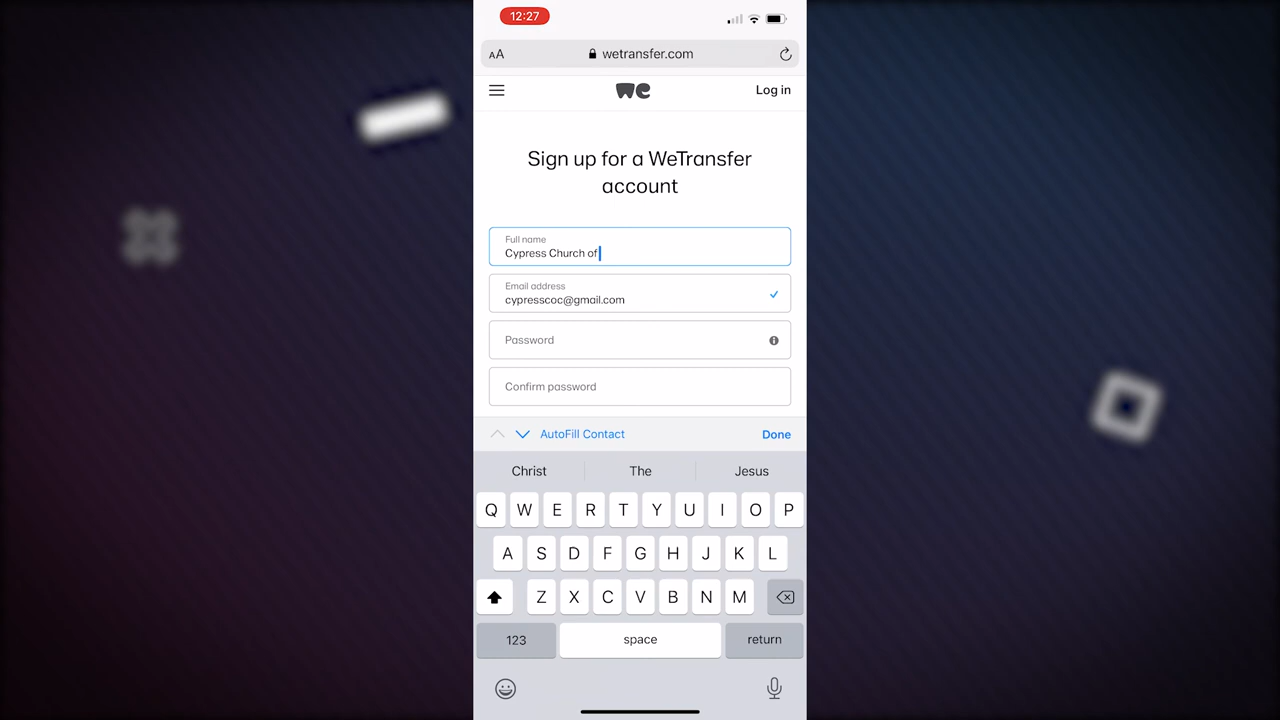 12:27
AA wetransfer.com
we Log in
Sign up for a WeTransfer
account
Full name
Cypress Church of
Email address
cypresscoc@gmail.com
Password
Confirm password
AutoFill Contact Done
Christ The Jesus
Q W E R T Y U I O P
A S D F G H J K L
Z X C V B N M
123 space return